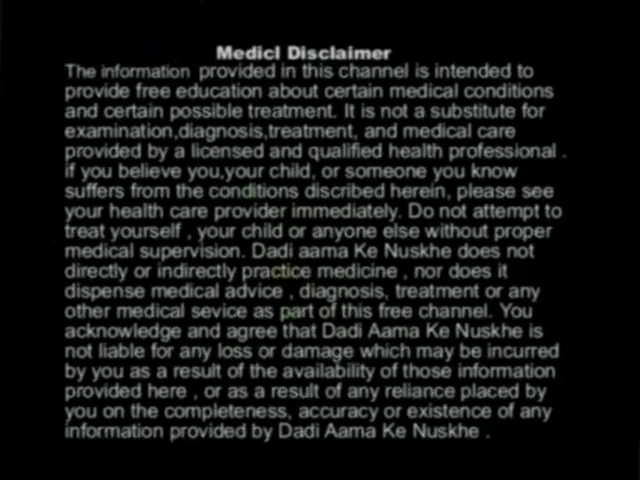 Medicl Disclaimer
The information provided in this channel is intended to
provide free education about certain medical conditions
and certain possible treatment. It is not a substitute for
examination,diagnosis,treatment, and medical care
provided by a licensed and qualified health professional .
if you believe you,your child, or someone you know
suffers from the conditions discribed herein, please see
your health care provider immediately. Do not attempt to
treat yourself , your child or anyone else without proper
medical supervision. Dadi aama Ke Nuskhe does not
directly or indirectly practice medicine , nor does it
dispense medical advice , diagnosis, treatment or any
other medical sevice as part of this free channel. You
acknowledge and agree that Dadi Aama Ke Nuskhe is
not liable for any loss or damage which may be incurred
by you as a result of the availability of those information
provided here , or as a result of any reliance placed by
you on the completeness, accuracy or existence of any
information provided by Dadi Aama Ke Nuskhe .